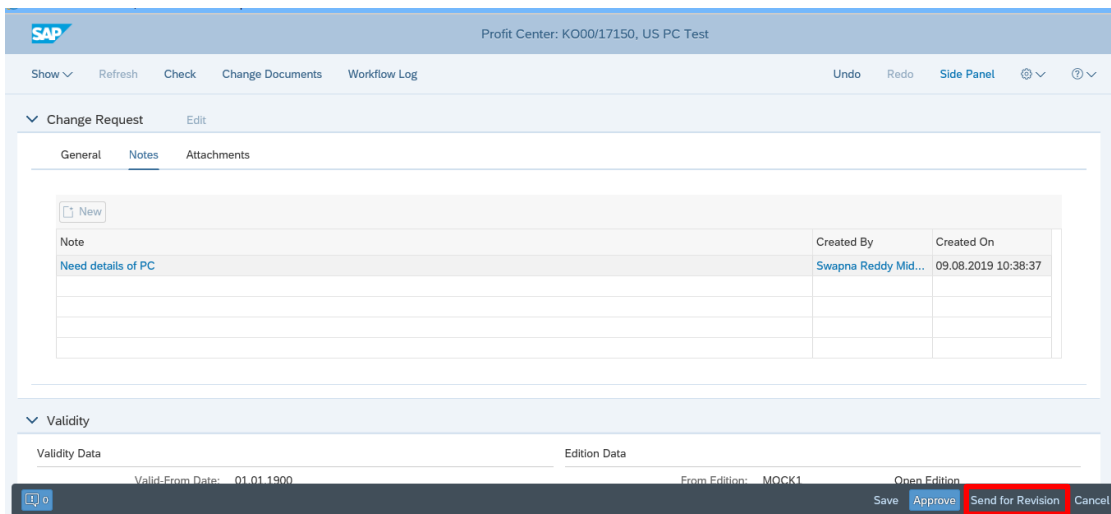 SAP
Profit Center: KO00/17150, US PC Test
Show Refresh Check Change Documents Workflow Log Undo Redo Side Panel
Change Request Edit
General Notes Attachments
New
Note Created By Created On
Need details of PC Swapna Reddy Mid... 09.08.2019 10:38:37
Validity
Validity Data Edition Data
Valid-From Date: 01.01.1900 From Edition: MOCK1 Open Edition
0 Save Approve Send for Revision Cancel